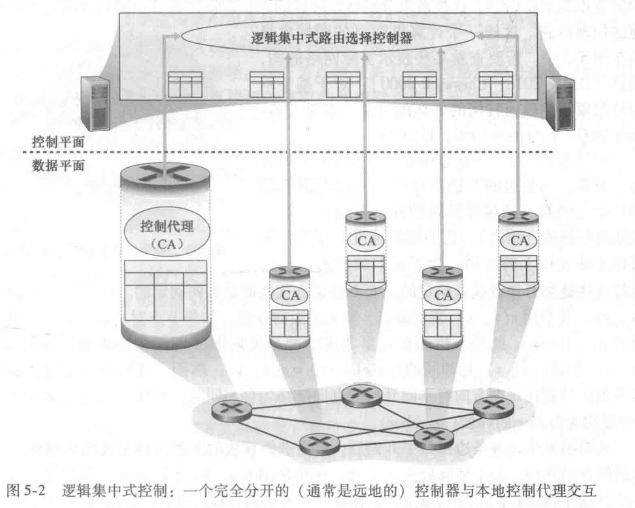 逻辑集中式路由选择控制器
控制平面
数据平面
控制代理
（CA）
CA
CA
CA
CA
图 5-2 逻辑集中式控制：一个完全分开的（通常是远地的）控制器与本地控制代理交互